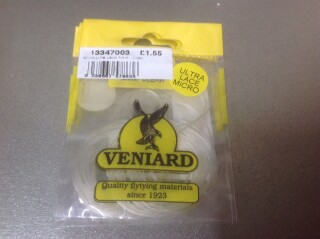 13347003 £1.55
ULTRA
LACE
MICRO
VENIARD
Quality flytying materials
since 1923